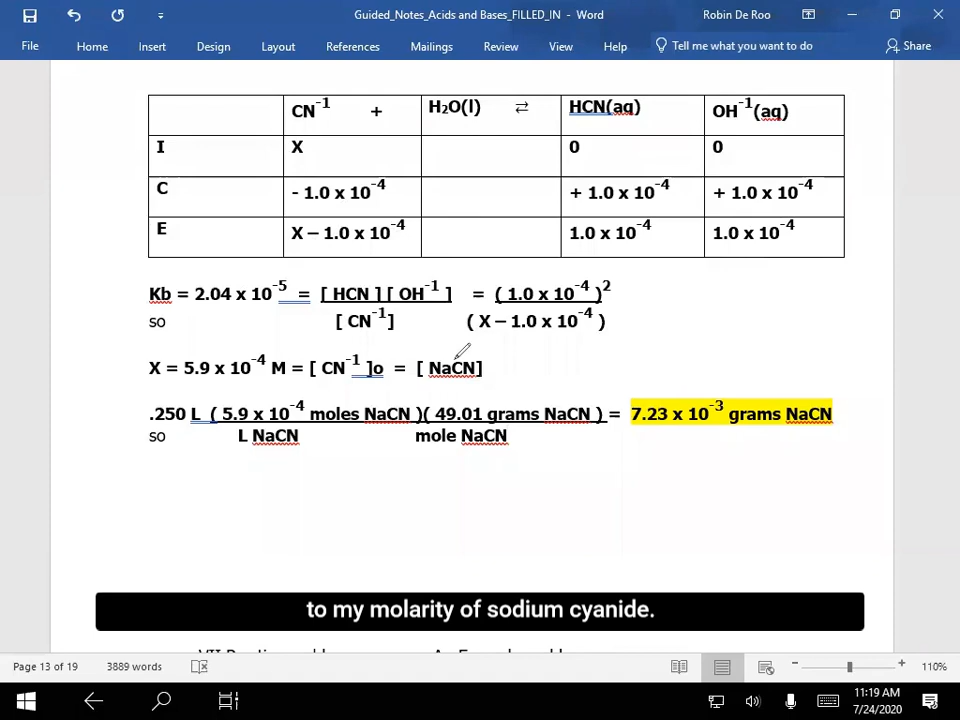 Guided_Notes_Acids and Bases_FILLED_IN - Word
Robin De Roo
File Home Insert Design Layout References Mailings Review View Help Tell me what you want to do Share
CN⁻¹ + H₂O(l) ⇄ HCN(aq) OH⁻¹(aq)
I X 0 0
C - 1.0 x 10⁻⁴ + 1.0 x 10⁻⁴ + 1.0 x 10⁻⁴
E X – 1.0 x 10⁻⁴ 1.0 x 10⁻⁴ 1.0 x 10⁻⁴
Kb = 2.04 x 10⁻⁵ = [ HCN ] [ OH⁻¹ ] = ( 1.0 x 10⁻⁴ )²
so [ CN⁻¹] ( X – 1.0 x 10⁻⁴ )
X = 5.9 x 10⁻⁴ M = [ CN⁻¹ ]o = [ NaCN]
.250 L ( 5.9 x 10⁻⁴ moles NaCN )( 49.01 grams NaCN ) = 7.23 x 10⁻³ grams NaCN
so L NaCN mole NaCN
to my molarity of sodium cyanide.
Page 13 of 19 3889 words 110%
11:19 AM
7/24/2020